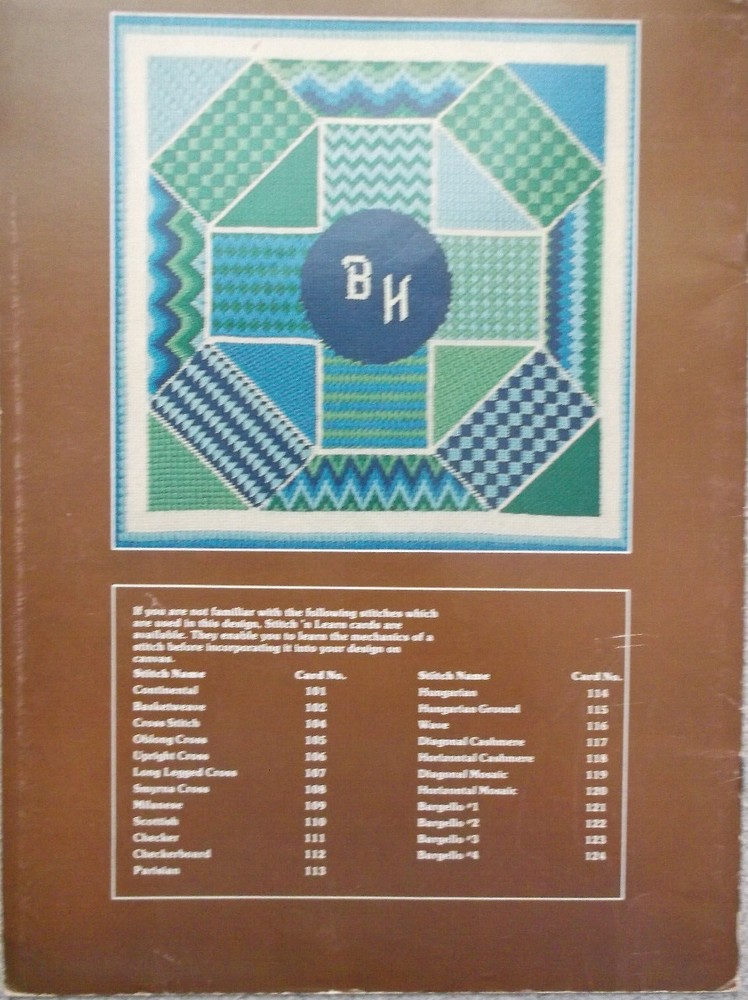 B H
If you are not familiar with the following stitches which
are used in this design, Stitch 'n Learn cards are
available. They enable you to learn the mechanics of a
stitch before incorporating it into your design on
canvas.
Stitch Name Card No.
Continental 101
Basketweave 102
Cross Stitch 104
Oblong Cross 105
Upright Cross 106
Long Legged Cross 107
Smyrna Cross 108
Milanese 109
Scottish 110
Checker 111
Checkerboard 112
Parisian 113
Stitch Name Card No.
Hungarian 114
Hungarian Ground 115
Wave 116
Diagonal Cashmere 117
Horizontal Cashmere 118
Diagonal Mosaic 119
Horizontal Mosaic 120
Bargello #1 121
Bargello #2 122
Bargello #3 123
Bargello #4 124